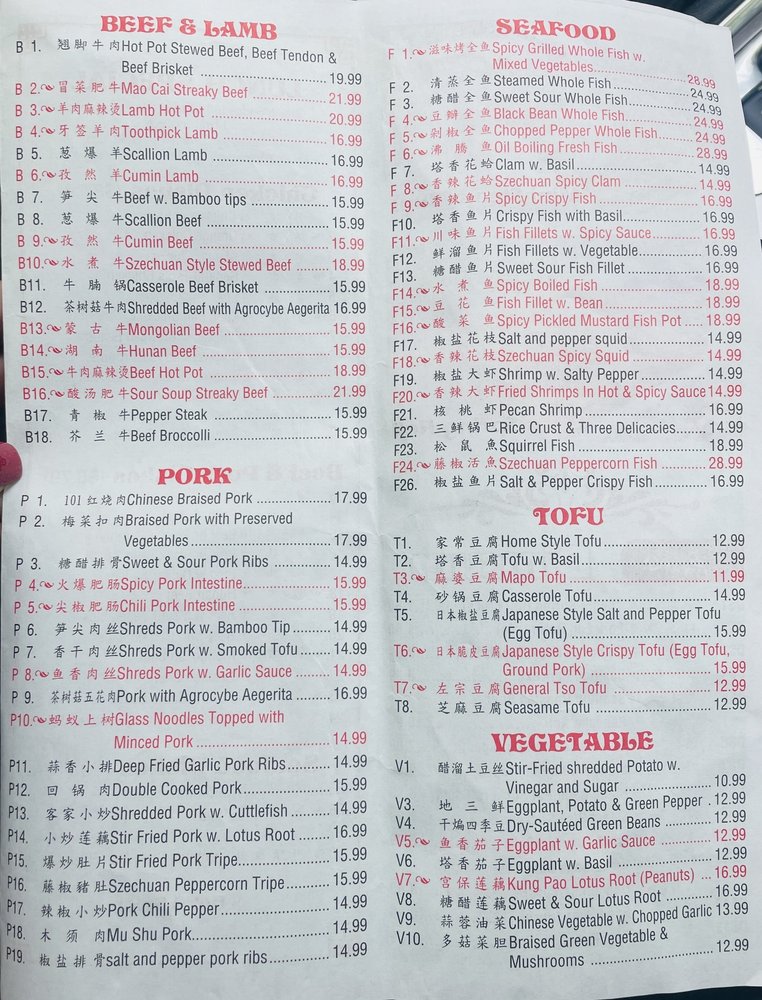 BEEF & LAMB
B 1. 翘脚牛肉Hot Pot Stewed Beef, Beef Tendon &
Beef Brisket ........ 19.99
B 2. 冒菜肥牛Mao Cai Streaky Beef ........ 21.99
B 3. 羊肉麻辣烫Lamb Hot Pot ........ 20.99
B 4. 牙签羊肉Toothpick Lamb ........ 16.99
B 5. 葱爆羊Scallion Lamb ........ 16.99
B 6. 孜然羊Cumin Lamb ........ 16.99
B 7. 笋尖牛Beef w. Bamboo tips ........ 15.99
B 8. 葱爆牛Scallion Beef ........ 15.99
B 9. 孜然牛Cumin Beef ........ 15.99
B10. 水煮牛Szechuan Style Stewed Beef ........ 18.99
B11. 牛腩锅Casserole Beef Brisket ........ 15.99
B12. 茶树菇牛肉Shredded Beef with Agrocybe Aegerita 16.99
B13. 蒙古牛Mongolian Beef ........ 15.99
B14. 湖南牛Hunan Beef ........ 15.99
B15. 牛肉麻辣烫Beef Hot Pot ........ 18.99
B16. 酸汤肥牛Sour Soup Streaky Beef ........ 21.99
B17. 青椒牛Pepper Steak ........ 15.99
B18. 芥兰牛Beef Broccolli ........ 15.99
PORK
P 1. 101红烧肉Chinese Braised Pork ........ 17.99
P 2. 梅菜扣肉Braised Pork with Preserved
Vegetables ........ 17.99
P 3. 糖醋排骨Sweet & Sour Pork Ribs ........ 14.99
P 4. 火爆肥肠Spicy Pork Intestine ........ 15.99
P 5. 尖椒肥肠Chili Pork Intestine ........ 15.99
P 6. 笋尖肉丝Shreds Pork w. Bamboo Tip ........ 14.99
P 7. 香干肉丝Shreds Pork w. Smoked Tofu ........ 14.99
P 8. 鱼香肉丝Shreds Pork w. Garlic Sauce ........ 14.99
P 9. 茶树菇五花肉Pork with Agrocybe Aegerita ........ 16.99
P10. 蚂蚁上树Glass Noodles Topped with
Minced Pork ........ 14.99
P11. 蒜香小排Deep Fried Garlic Pork Ribs ........ 14.99
P12. 回锅肉Double Cooked Pork ........ 15.99
P13. 客家小炒Shredded Pork w. Cuttlefish ........ 14.99
P14. 小炒莲藕Stir Fried Pork w. Lotus Root ........ 16.99
P15. 爆炒肚片Stir Fried Pork Tripe ........ 15.99
P16. 藤椒豬肚Szechuan Peppercorn Tripe ........ 15.99
P17. 辣椒小炒Pork Chili Pepper ........ 14.99
P18. 木须肉Mu Shu Pork ........ 14.99
P19. 椒盐排骨salt and pepper pork ribs ........ 14.99
SEAFOOD
F 1. 滋味烤全鱼Spicy Grilled Whole Fish w.
Mixed Vegetables ........ 28.99
F 2. 清蒸全鱼Steamed Whole Fish ........ 24.99
F 3. 糖醋全鱼Sweet Sour Whole Fish ........ 24.99
F 4. 豆瓣全鱼Black Bean Whole Fish ........ 24.99
F 5. 剁椒全鱼Chopped Pepper Whole Fish ........ 24.99
F 6. 沸腾鱼Oil Boiling Fresh Fish ........ 28.99
F 7. 塔香花蛤Clam w. Basil ........ 14.99
F 8. 香辣花蛤Szechuan Spicy Clam ........ 14.99
F 9. 香辣鱼片Spicy Crispy Fish ........ 16.99
F10. 塔香鱼片Crispy Fish with Basil ........ 16.99
F11. 川味鱼片Fish Fillets w. Spicy Sauce ........ 16.99
F12. 鲜溜鱼片Fish Fillets w. Vegetable ........ 16.99
F13. 糖醋鱼片Sweet Sour Fish Fillet ........ 16.99
F14. 水煮鱼Spicy Boiled Fish ........ 18.99
F15. 豆花鱼Fish Fillet w. Bean ........ 18.99
F16. 酸菜鱼Spicy Pickled Mustard Fish Pot ..... 18.99
F17. 椒盐花枝Salt and pepper squid ........ 14.99
F18. 香辣花枝Szechuan Spicy Squid ........ 14.99
F19. 椒盐大虾Shrimp w. Salty Pepper ........ 14.99
F20. 香辣大虾Fried Shrimps In Hot & Spicy Sauce 14.99
F21. 核桃虾Pecan Shrimp ........ 16.99
F22. 三鲜锅巴Rice Crust & Three Delicacies ........ 14.99
F23. 松鼠魚Squirrel Fish ........ 18.99
F24. 藤椒活魚Szechuan Peppercorn Fish ........ 28.99
F26. 椒盐鱼片Salt & Pepper Crispy Fish ........ 16.99
TOFU
T1. 家常豆腐Home Style Tofu ........ 12.99
T2. 塔香豆腐Tofu w. Basil ........ 12.99
T3. 麻婆豆腐Mapo Tofu ........ 11.99
T4. 砂锅豆腐Casserole Tofu ........ 14.99
T5. 日本椒盐豆腐Japanese Style Salt and Pepper Tofu
(Egg Tofu) ........ 15.99
T6. 日本脆皮豆腐Japanese Style Crispy Tofu (Egg Tofu,
Ground Pork) ........ 15.99
T7. 左宗豆腐General Tso Tofu ........ 12.99
T8. 芝麻豆腐Seasame Tofu ........ 12.99
VEGETABLE
V1. 醋溜土豆丝Stir-Fried shredded Potato w.
Vinegar and Sugar ........ 10.99
V3. 地三鲜Eggplant, Potato & Green Pepper . 12.99
V4. 干煸四季豆Dry-Sautéed Green Beans ........ 12.99
V5. 鱼香茄子Eggplant w. Garlic Sauce ........ 12.99
V6. 塔香茄子Eggplant w. Basil ........ 12.99
V7. 宫保莲藕Kung Pao Lotus Root (Peanuts) ... 16.99
V8. 糖醋莲藕Sweet & Sour Lotus Root ........ 16.99
V9. 蒜蓉油菜Chinese Vegetable w. Chopped Garlic 13.99
V10. 多菇菜胆Braised Green Vegetable &
Mushrooms ........ 12.99